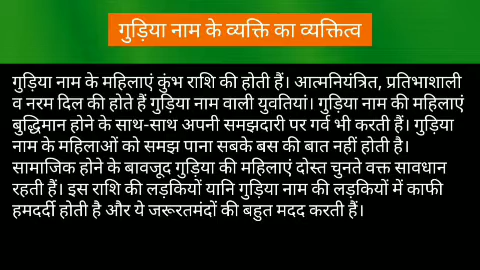 गुड़िया नाम के व्यक्ति का व्यक्तित्व
गुड़िया नाम के महिलाएं कुंभ राशि की होती हैं। आत्मनियंत्रित, प्रतिभाशाली
व नरम दिल की होते हैं गुड़िया नाम वाली युवतियां। गुड़िया नाम की महिलाएं
बुद्धिमान होने के साथ-साथ अपनी समझदारी पर गर्व भी करती हैं। गुड़िया
नाम के महिलाओं को समझ पाना सबके बस की बात नहीं होती है।
सामाजिक होने के बावजूद गुड़िया की महिलाएं दोस्त चुनते वक्त सावधान
रहती हैं। इस राशि की लड़कियों यानि गुड़िया नाम की लड़कियों में काफी
हमदर्दी होती है और ये जरूरतमंदों की बहुत मदद करती हैं।